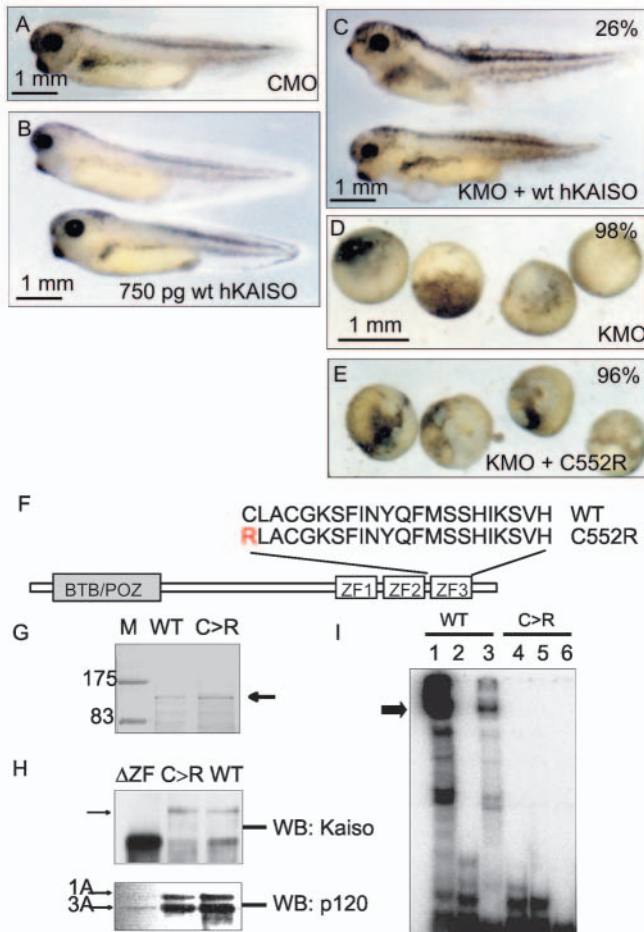 A
CMO
1 mm
B
1 mm
750 pg wt hKAISO
C
26%
1 mm
KMO + wt hKAISO
D
98%
1 mm
KMO
E
96%
KMO + C552R
F
CLACGKSFINYQFMSSHIKSVH WT
RLACGKSFINYQFMSSHIKSVH C552R
BTB/POZ ZF1 ZF2 ZF3
G
M WT C>R
175
83
H
ΔZF C>R WT
WB: Kaiso
1A
3A
WB: p120
I
WT C>R
1 2 3 4 5 6